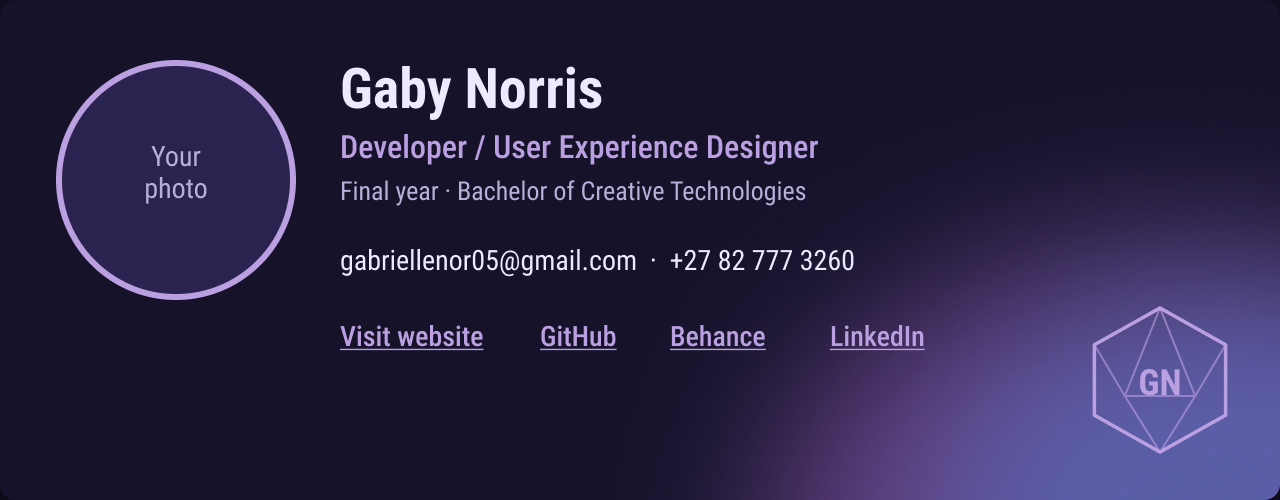 Your
photo
Gaby Norris
Developer / User Experience Designer
Final year · Bachelor of Creative Technologies
gabriellenor05@gmail.com · +27 82 777 3260
Visit website GitHub Behance LinkedIn
GN